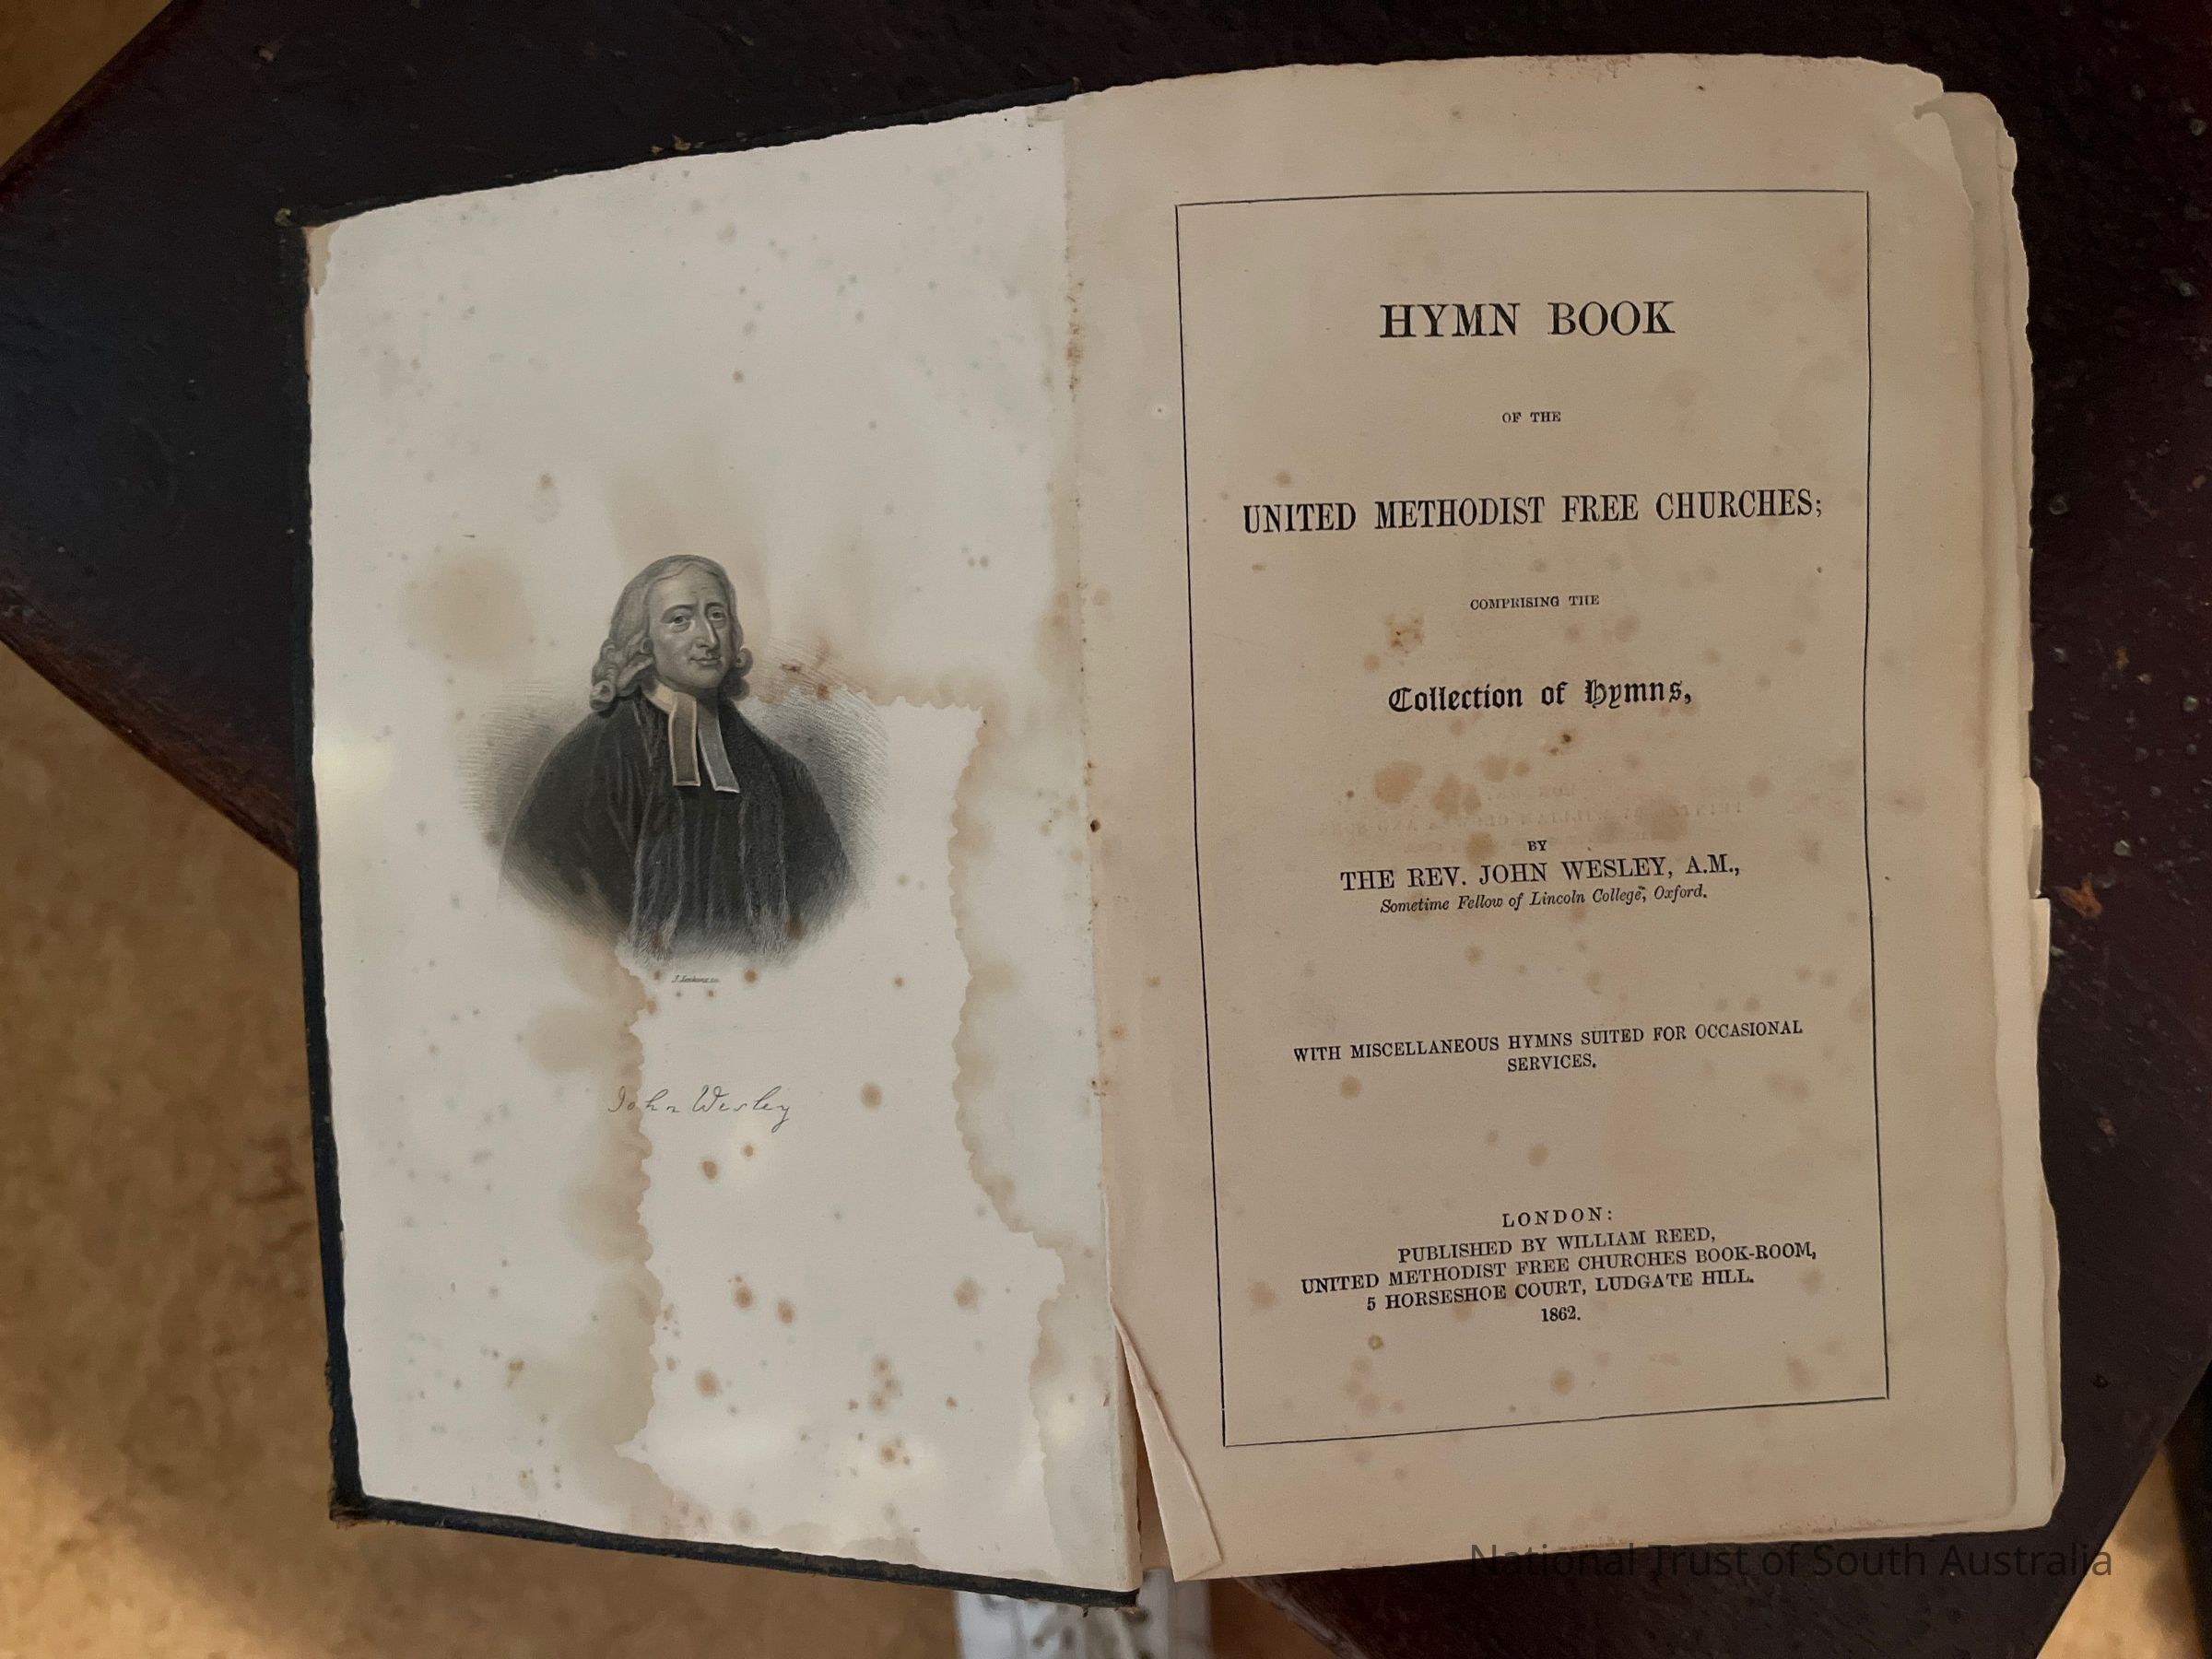 John Wesley
HYMN BOOK
OF THE
UNITED METHODIST FREE CHURCHES;
COMPRISING THE
Collection of Hymns,
BY
THE REV. JOHN WESLEY, A.M.,
Sometime Fellow of Lincoln College, Oxford.
WITH MISCELLANEOUS HYMNS SUITED FOR OCCASIONAL
SERVICES.
LONDON:
PUBLISHED BY WILLIAM REED,
UNITED METHODIST FREE CHURCHES BOOK-ROOM,
5 HORSESHOE COURT, LUDGATE HILL.
1862.
National Trust of South Australia